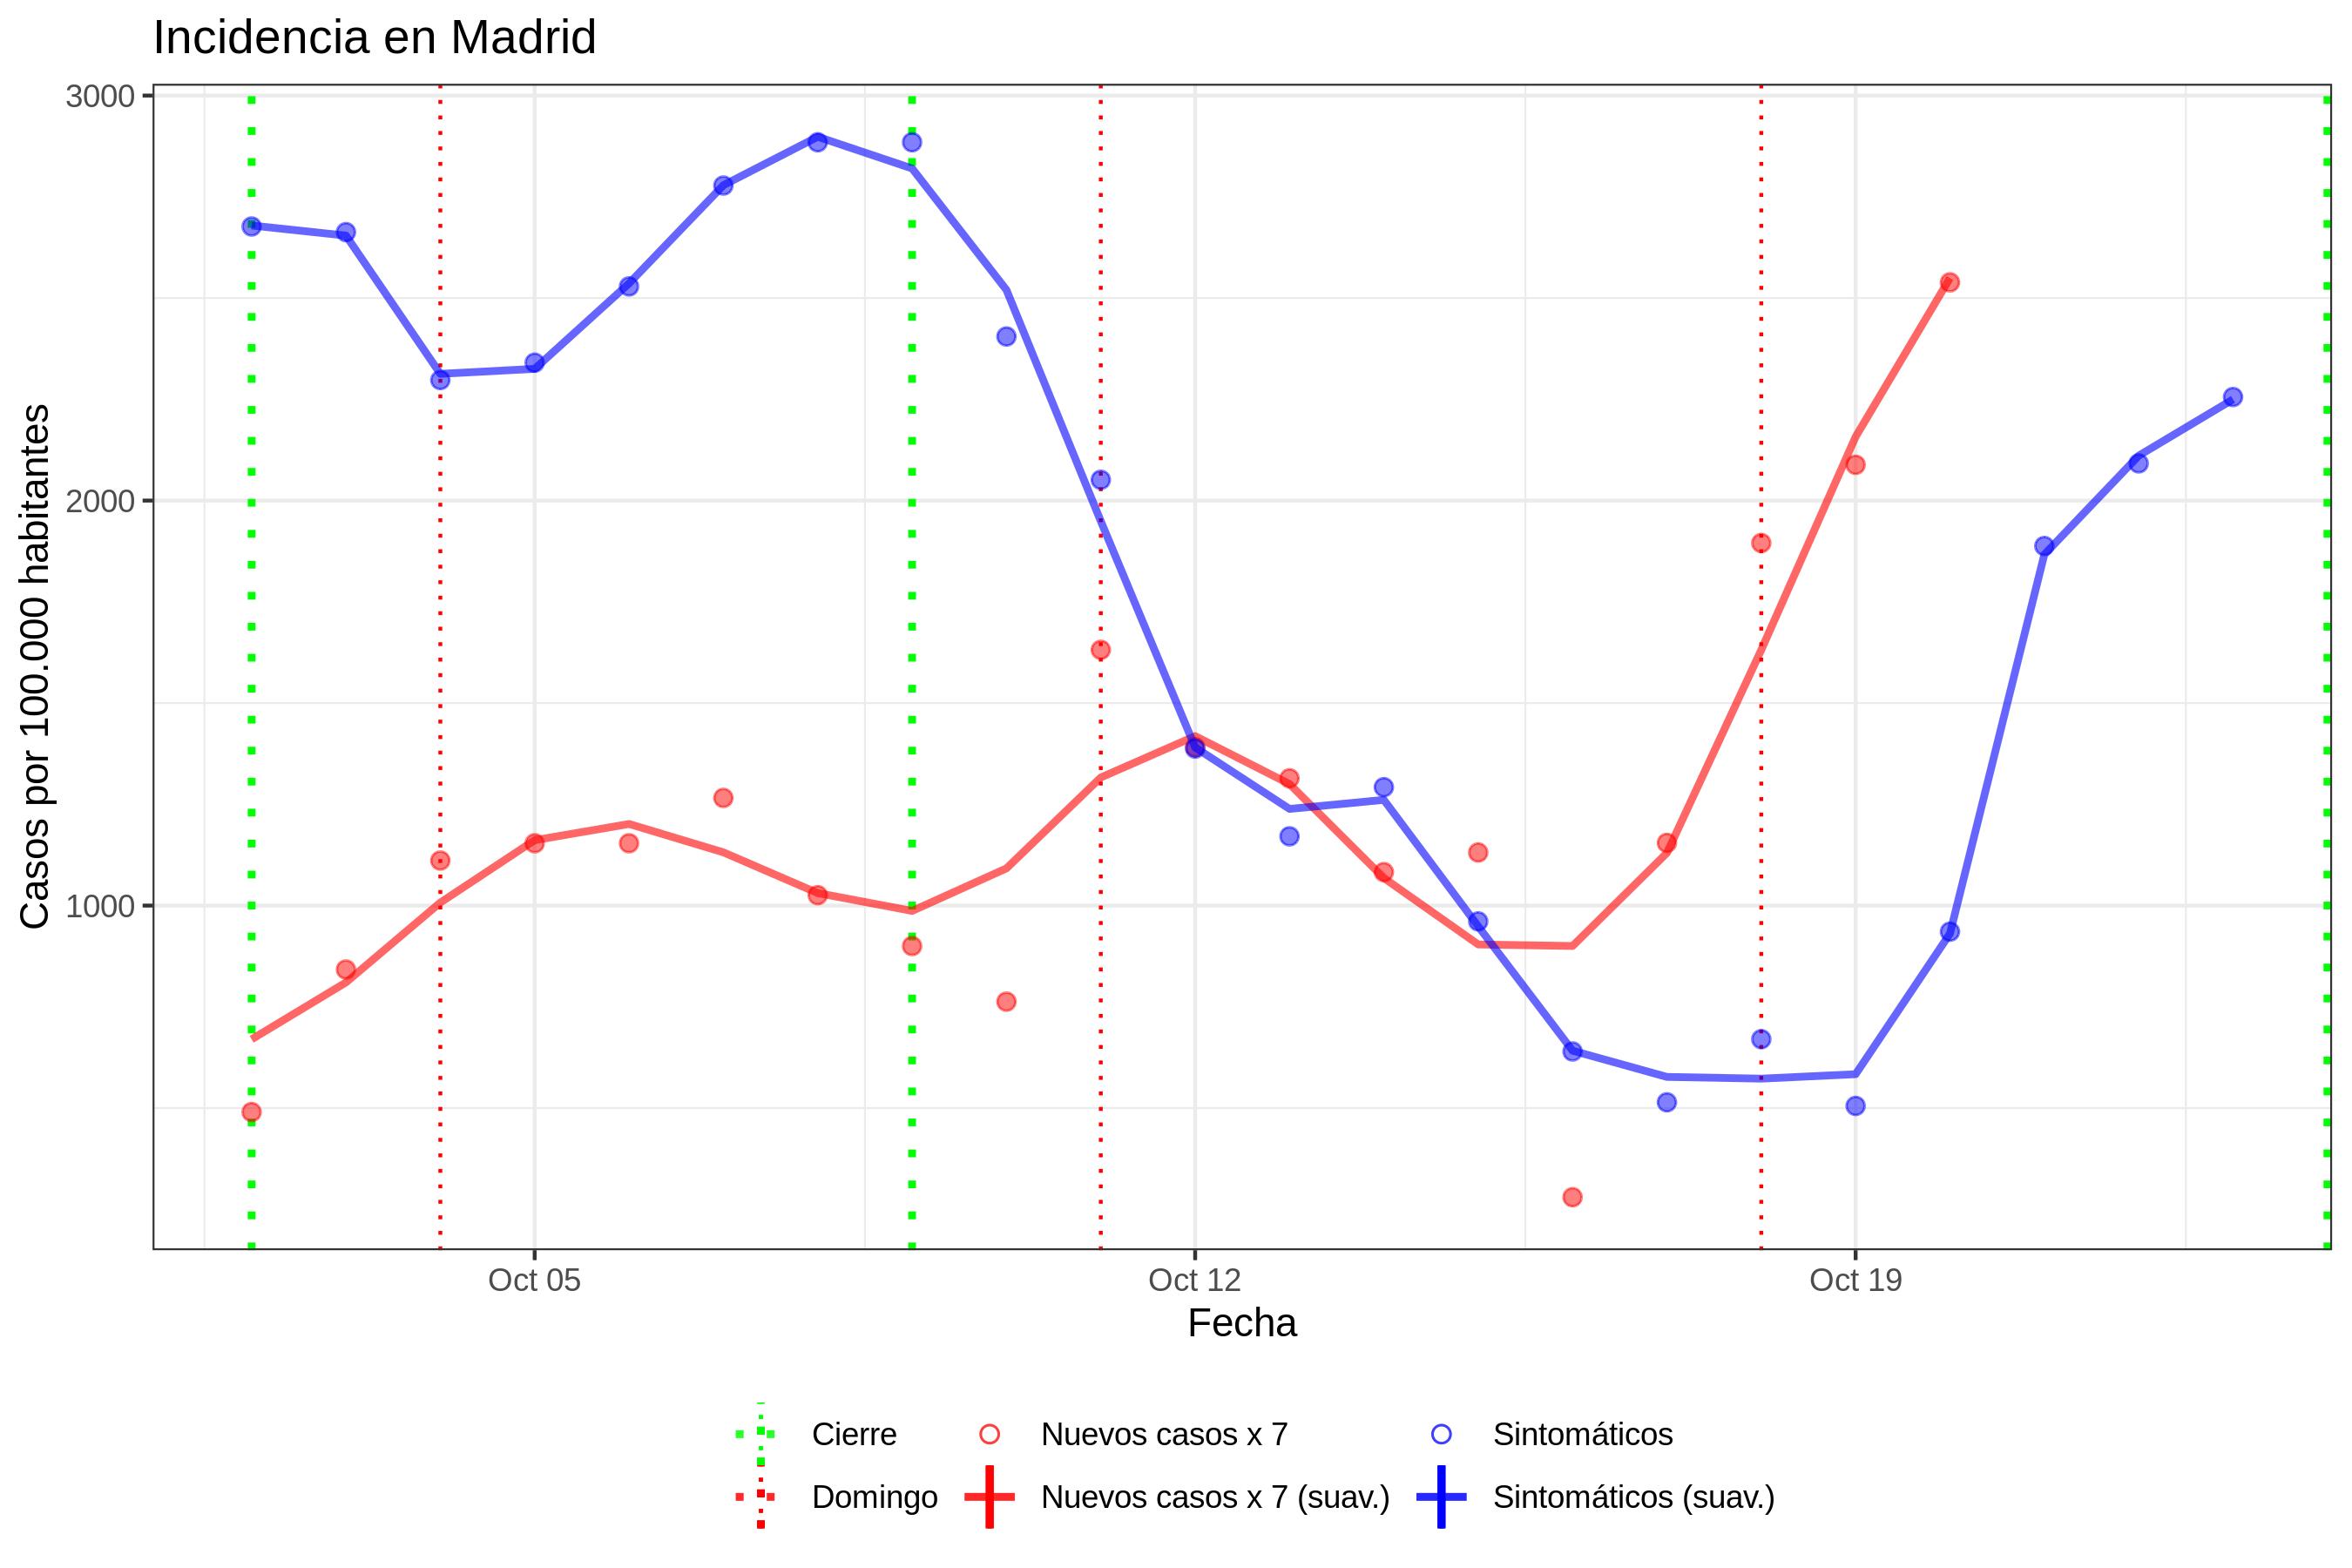 Incidencia en Madrid
Casos por 100.000 habitantes
3000
2000
1000
Oct 05
Oct 12
Oct 19
Fecha
Cierre
Nuevos casos x 7
Sintomáticos
Domingo
Nuevos casos x 7 (suav.)
Sintomáticos (suav.)